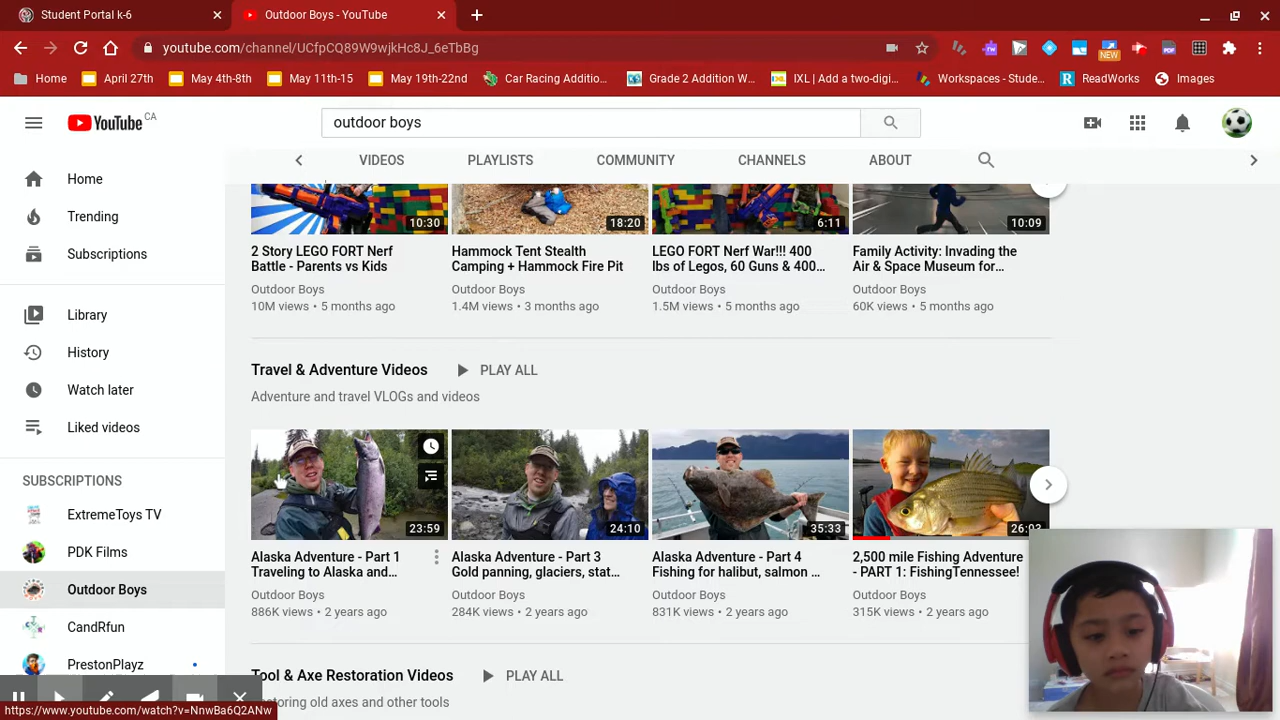 Student Portal k-6
Outdoor Boys - YouTube
youtube.com/channel/UCfpCQ89W9wjkHc8J_6eTbBg
NEW
PDF
Home
April 27th
May 4th-8th
May 11th-15
May 19th-22nd
Car Racing Additio...
Grade 2 Addition W...
IXL | Add a two-digi...
Workspaces - Stude...
ReadWorks
Images
YouTube CA
outdoor boys
VIDEOS
PLAYLISTS
COMMUNITY
CHANNELS
ABOUT
Home
Trending
Subscriptions
Library
History
Watch later
Liked videos
SUBSCRIPTIONS
ExtremeToys TV
PDK Films
Outdoor Boys
CandRfun
PrestonPlayz
10:30
18:20
6:11
10:09
2 Story LEGO FORT Nerf
Battle - Parents vs Kids
Outdoor Boys
10M views • 5 months ago
Hammock Tent Stealth
Camping + Hammock Fire Pit
Outdoor Boys
1.4M views • 3 months ago
LEGO FORT Nerf War!!! 400
lbs of Legos, 60 Guns & 400...
Outdoor Boys
1.5M views • 5 months ago
Family Activity: Invading the
Air & Space Museum for...
Outdoor Boys
60K views • 5 months ago
Travel & Adventure Videos
PLAY ALL
Adventure and travel VLOGs and videos
23:59
24:10
35:33
26:03
Alaska Adventure - Part 1
Traveling to Alaska and...
Outdoor Boys
886K views • 2 years ago
Alaska Adventure - Part 3
Gold panning, glaciers, stat...
Outdoor Boys
284K views • 2 years ago
Alaska Adventure - Part 4
Fishing for halibut, salmon ...
Outdoor Boys
831K views • 2 years ago
2,500 mile Fishing Adventure
- PART 1: FishingTennessee!
Outdoor Boys
315K views • 2 years ago
Tool & Axe Restoration Videos
PLAY ALL
storing old axes and other tools
https://www.youtube.com/watch?v=NnwBa6Q2ANw